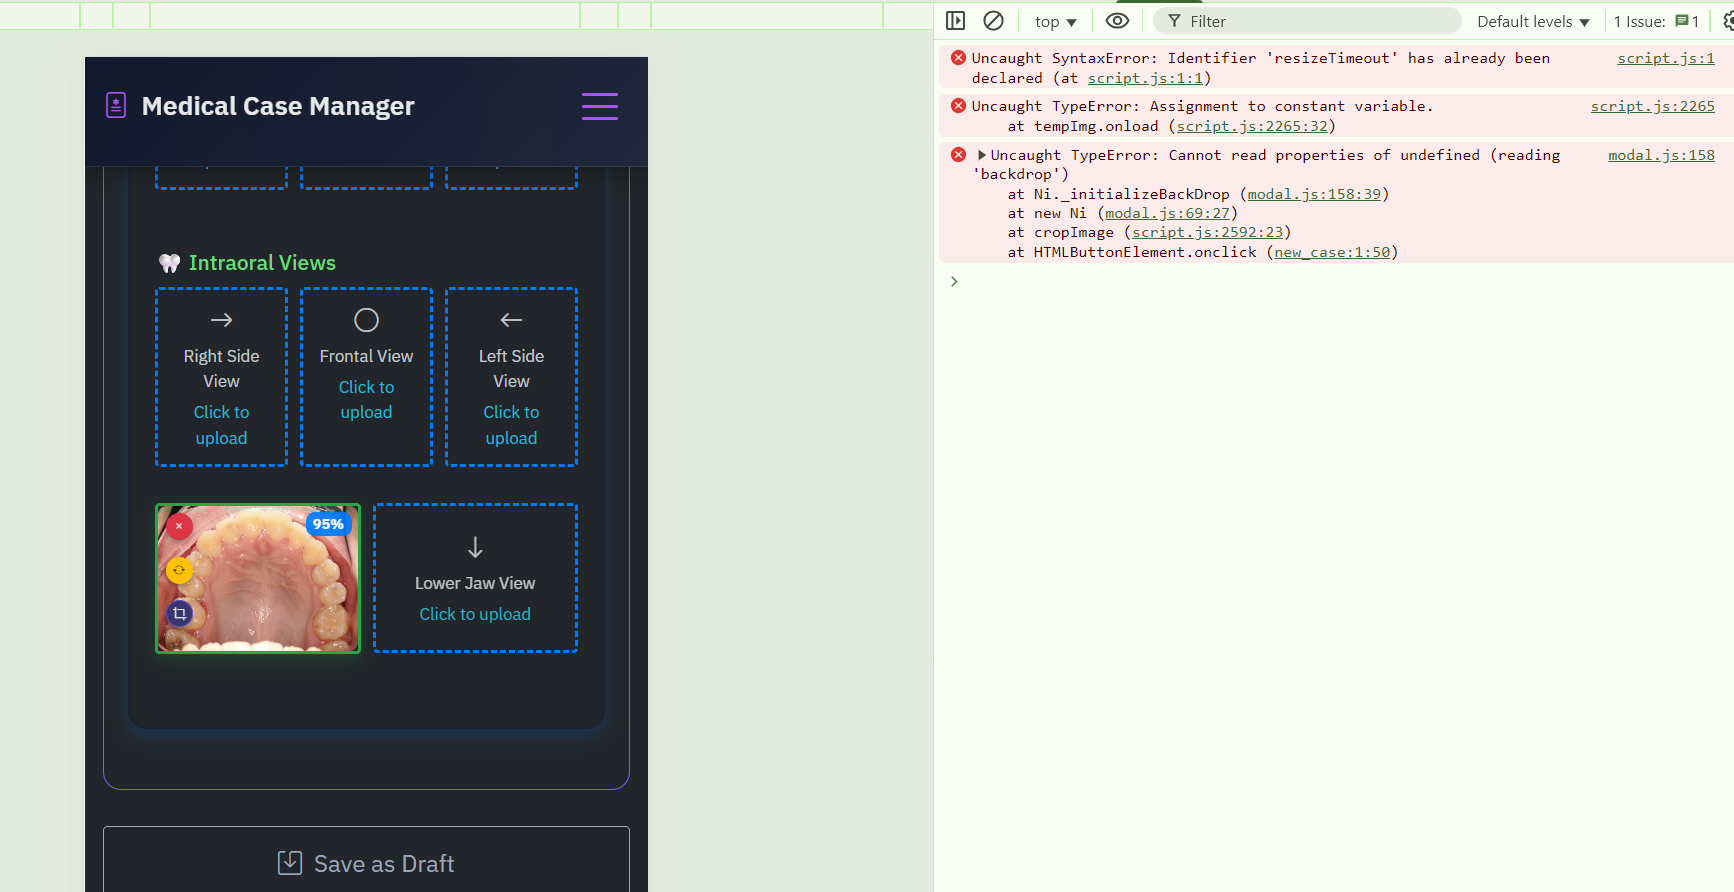 top
Filter
Default levels
1 Issue:
1
Medical Case Manager
Uncaught SyntaxError: Identifier 'resizeTimeout' has already been
script.js:1
declared (at script.js:1:1)
Uncaught TypeError: Assignment to constant variable.
script.js:2265
at tempImg.onload (script.js:2265:32)
Uncaught TypeError: Cannot read properties of undefined (reading
modal.js:158
'backdrop')
at Ni._initializeBackDrop (modal.js:158:39)
at new Ni (modal.js:69:27)
at cropImage (script.js:2592:23)
at HTMLButtonElement.onclick (new_case:1:50)
Intraoral Views
Right Side
View
Click to
upload
Frontal View
Click to
upload
Left Side
View
Click to
upload
95%
Lower Jaw View
Click to upload
Save as Draft